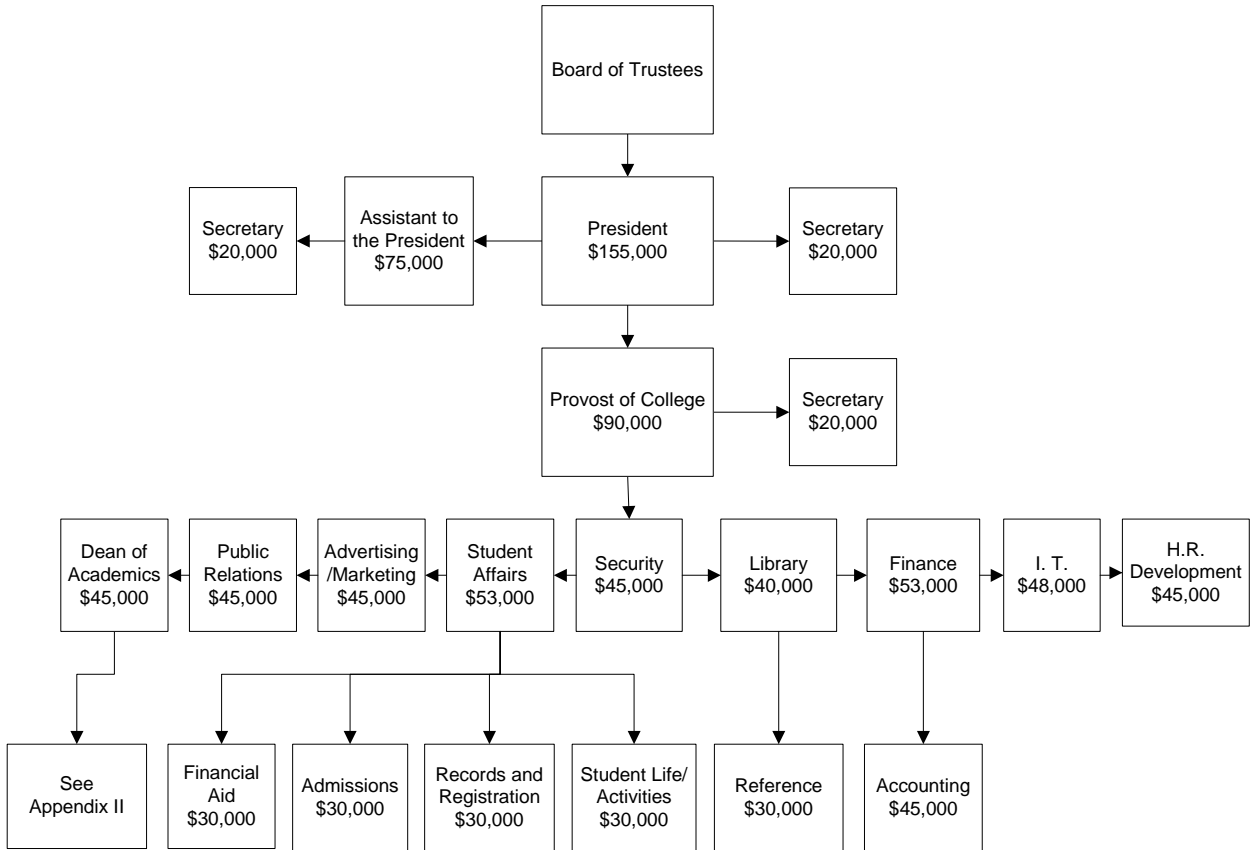 Board of Trustees
Secretary
$20,000
Assistant to
the President
$75,000
President
$155,000
Secretary
$20,000
Provost of College
$90,000
Secretary
$20,000
Dean of
Academics
$45,000
Public
Relations
$45,000
Advertising
/Marketing
$45,000
Student
Affairs
$53,000
Security
$45,000
Library
$40,000
Finance
$53,000
I. T.
$48,000
H.R.
Development
$45,000
See
Appendix II
Financial
Aid
$30,000
Admissions
$30,000
Records and
Registration
$30,000
Student Life/
Activities
$30,000
Reference
$30,000
Accounting
$45,000